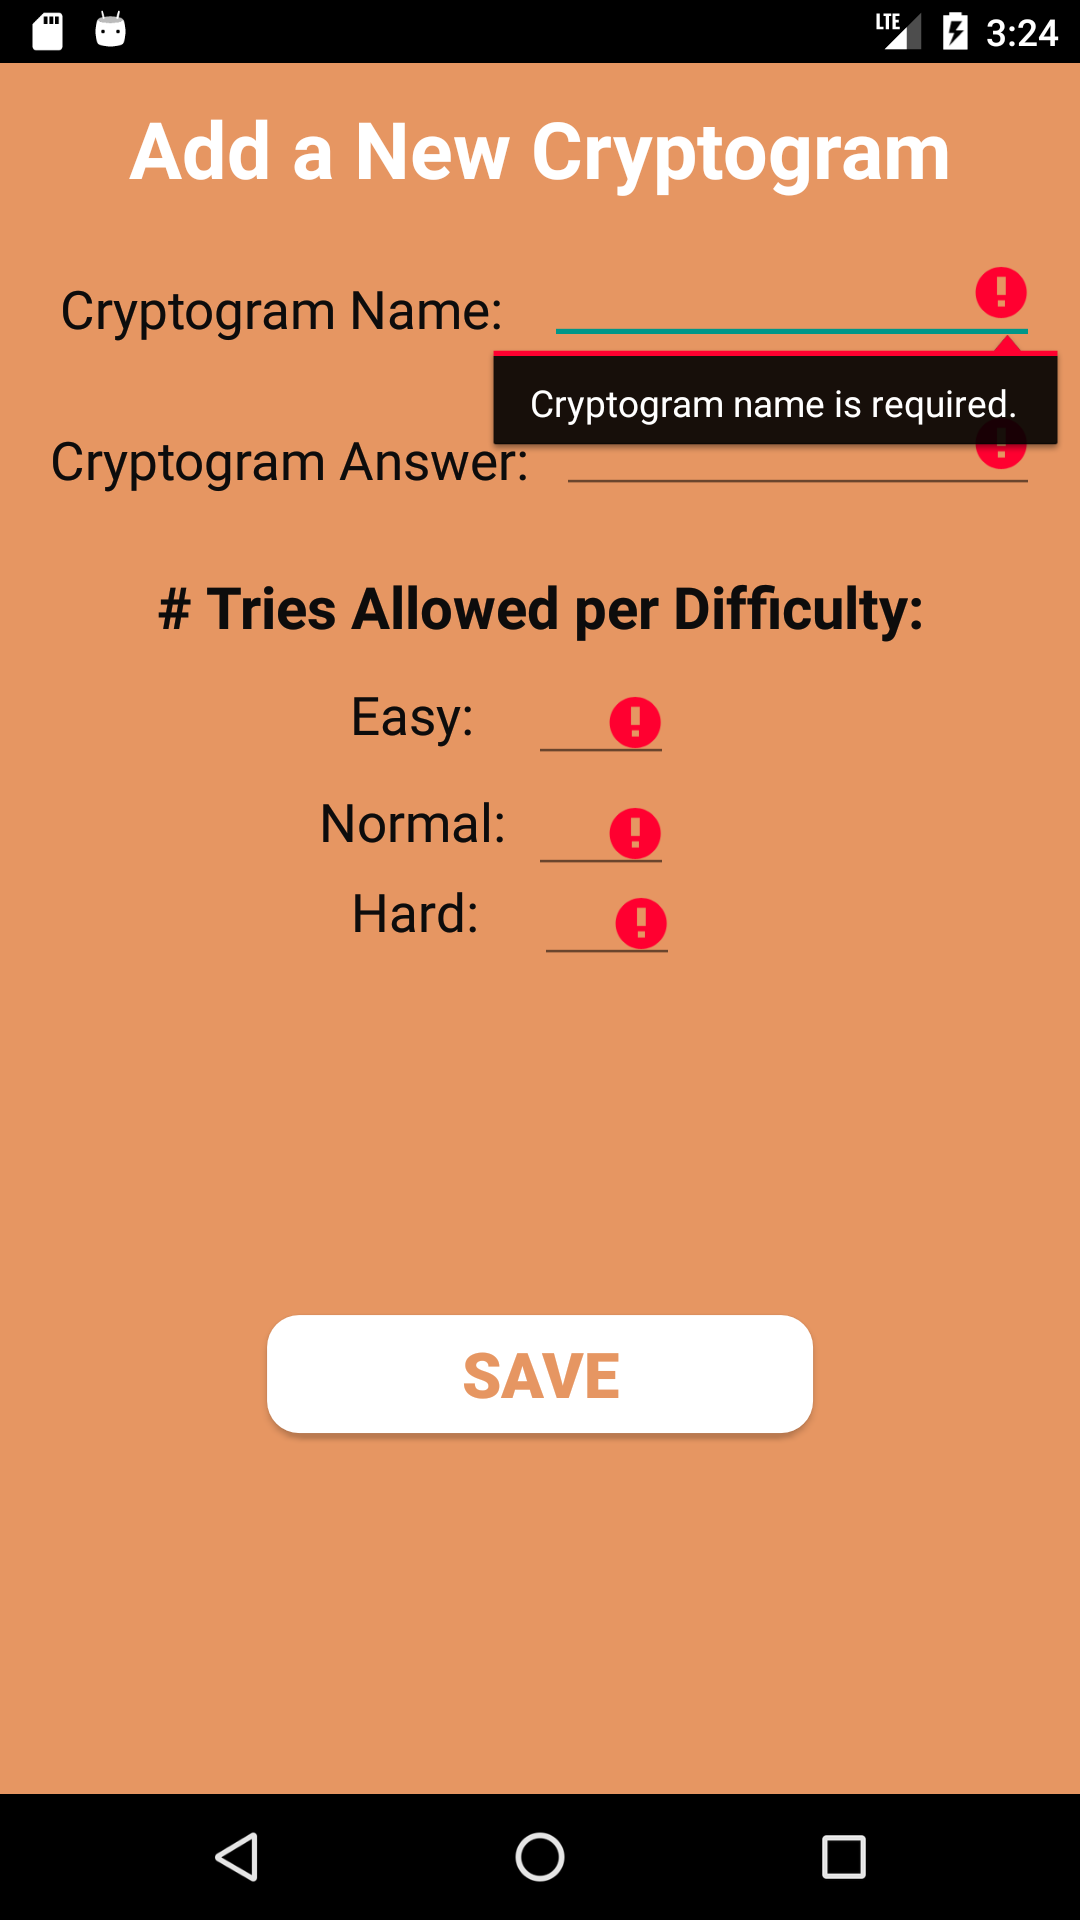 LTE 3:24
Add a New Cryptogram
Cryptogram Name:
Cryptogram name is required.
Cryptogram Answer:
# Tries Allowed per Difficulty:
Easy:
Normal:
Hard:
SAVE